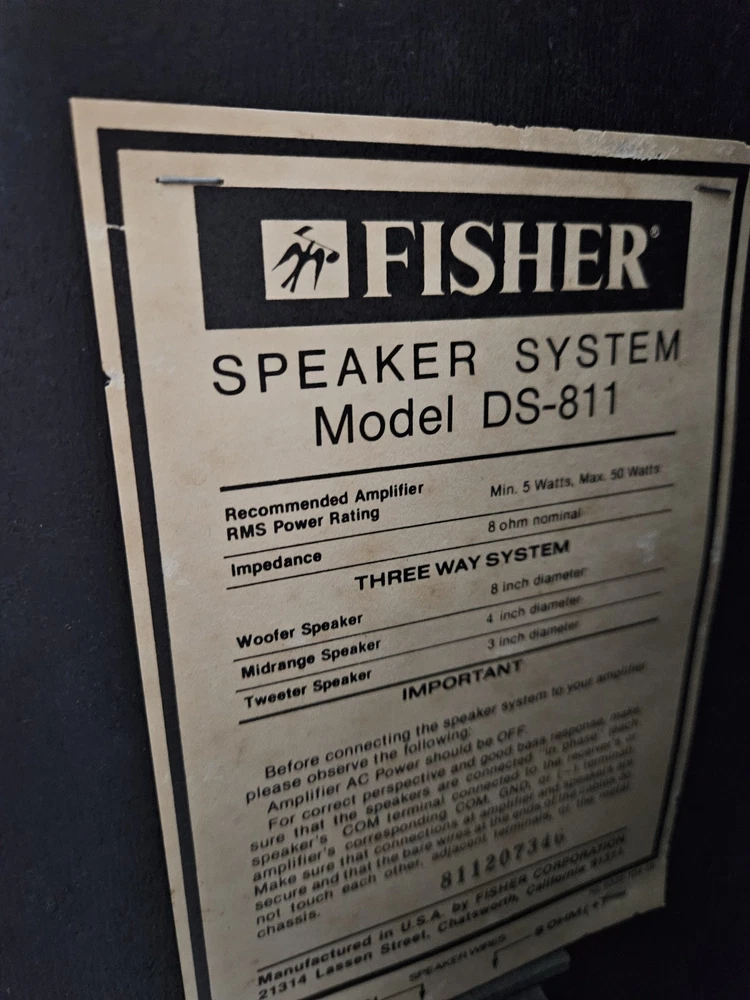 FISHER®
SPEAKER SYSTEM
Model DS-811
Recommended Amplifier
RMS Power Rating
Min. 5 Watts, Max. 50 Watts
Impedance
8 ohm nominal
THREE WAY SYSTEM
Woofer Speaker
8 inch diameter
Midrange Speaker
4 inch diameter
Tweeter Speaker
3 inch diameter
IMPORTANT
Before connecting the speaker system to your amplifier
please observe the following:
Amplifier AC Power should be OFF.
For correct perspective and good bass response, make
sure that the speakers are connected "in phase" (each
speaker's COM terminal connected to the receiver's or
amplifier's corresponding COM, GND, or (−) terminal.
Make sure that connections at amplifier and speakers are
secure and that the bare wires at the ends of the cables do
not touch each other, adjacent terminals, or the metal
chassis.
811207346
Manufactured in U.S.A. by FISHER CORPORATION
21314 Lassen Street, Chatsworth, California 91311
SPEAKER WIRES
8 OHM (+)